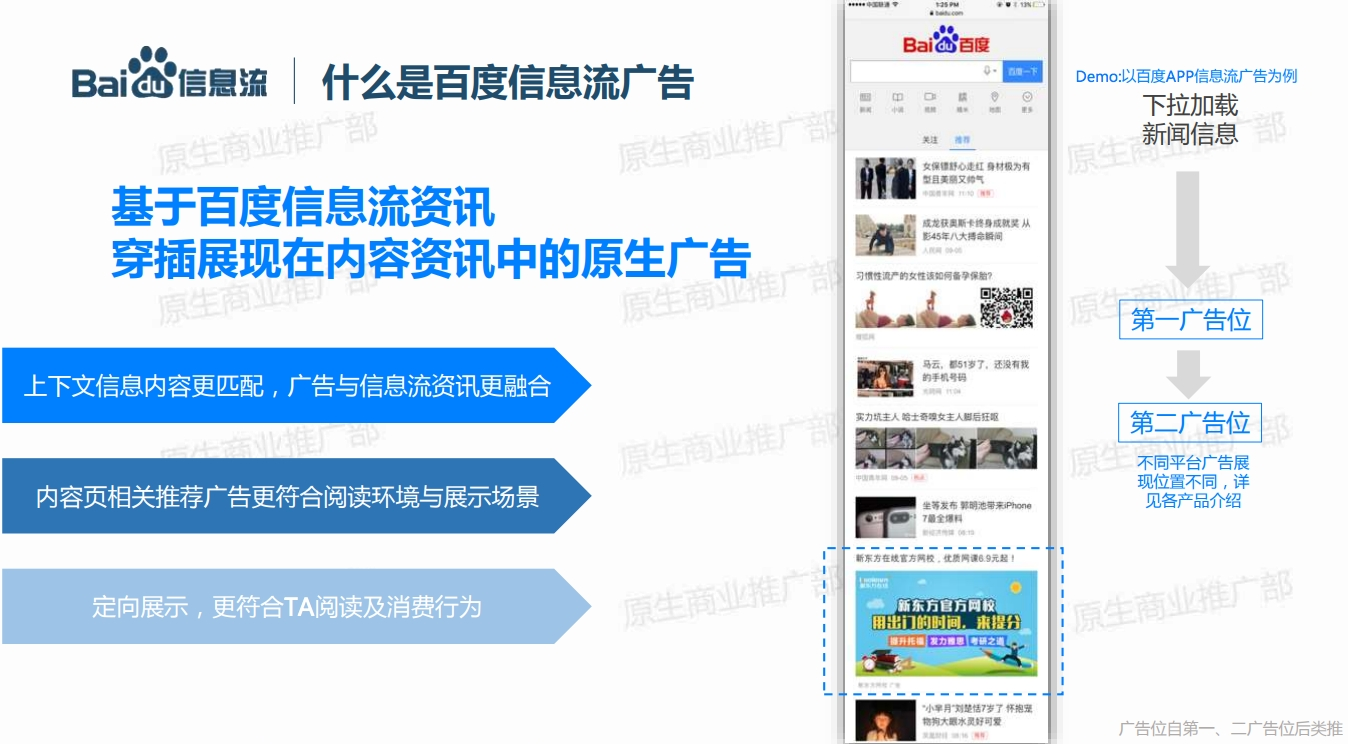 Baidu信息流
什么是百度信息流广告
基于百度信息流资讯
穿插展现在内容资讯中的原生广告
上下文信息内容更匹配，广告与信息流资讯更融合
内容页相关推荐广告更符合阅读环境与展示场景
定向展示，更符合TA阅读及消费行为
中国联通
1:25 PM
13%
baidu.com
Baidu百度
百度一下
新闻
小说
视频
糯米
地图
更多
关注
推荐
女保镖舒心走红 身材极为有
型且美丽又帅气
中国青年网 11:10 推荐
成龙获奥斯卡终身成就奖 从
影45年八大搏命瞬间
人民网 09-05
习惯性流产的女性该如何备孕保胎?
搜狐网
马云，都51岁了，还没有我
的手机号码
光明网 11:04
实力坑主人 哈士奇嗅女主人脚后狂呕
中国青年网 09-05 热点
坐等发布 郭明池带来iPhone
7最全爆料
08:15
新东方在线官方网校，优质网课6.9元起！
新东方官方网校
用出门的时间，来提分
提升托福
发力雅思
考研之道
新东方网校 广告
“小芈月”刘楚恬7岁了 怀抱宠
物狗大眼水灵好可爱
凤凰财经 08:16 推荐
Demo:以百度APP信息流广告为例
下拉加载
新闻信息
第一广告位
第二广告位
不同平台广告展
现位置不同，详
见各产品介绍
广告位自第一、二广告位后类推
原生商业推广部
原生商业推广部
原生商业推广部
原生商业推广部
原生商业推广部
原生商业推广部
原生商业推广部
原生商业推广部
原生商业推广部
原生商业推广部
原生商业推广部